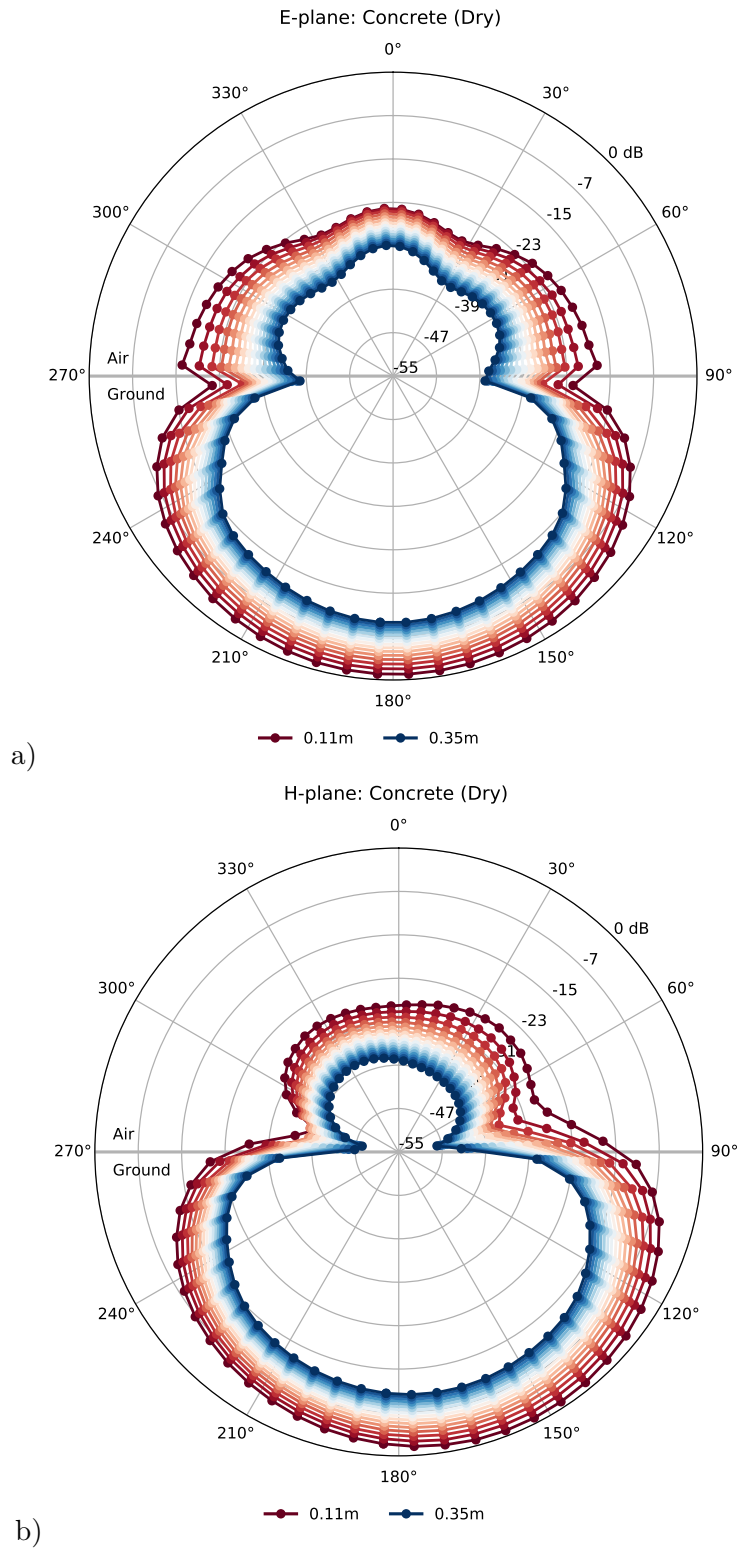 E-plane: Concrete (Dry)
0°
330° 30°
0 dB
-7
-15
300° 60°
-23
-39
-47
Air
-55
270° 90°
Ground
240° 120°
210° 150°
180°
0.11m 0.35m
a)
H-plane: Concrete (Dry)
0°
330° 30°
0 dB
-7
-15
300° 60°
-23
-47
Air
-55
270° 90°
Ground
240° 120°
210° 150°
180°
0.11m 0.35m
b)